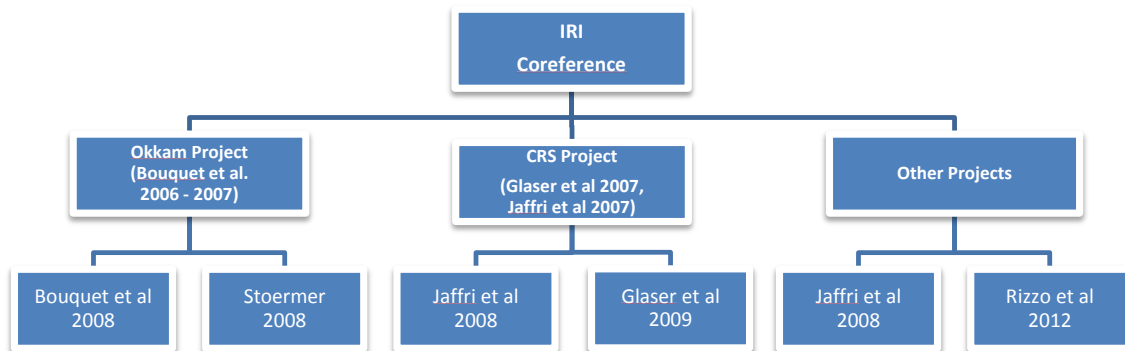 IRI
Coreference
Okkam Project
(Bouquet et al.
2006 - 2007)
CRS Project
(Glaser et al 2007,
Jaffri et al 2007)
Other Projects
Bouquet et al
2008
Stoermer
2008
Jaffri et al
2008
Glaser et al
2009
Jaffri et al
2008
Rizzo et al
2012